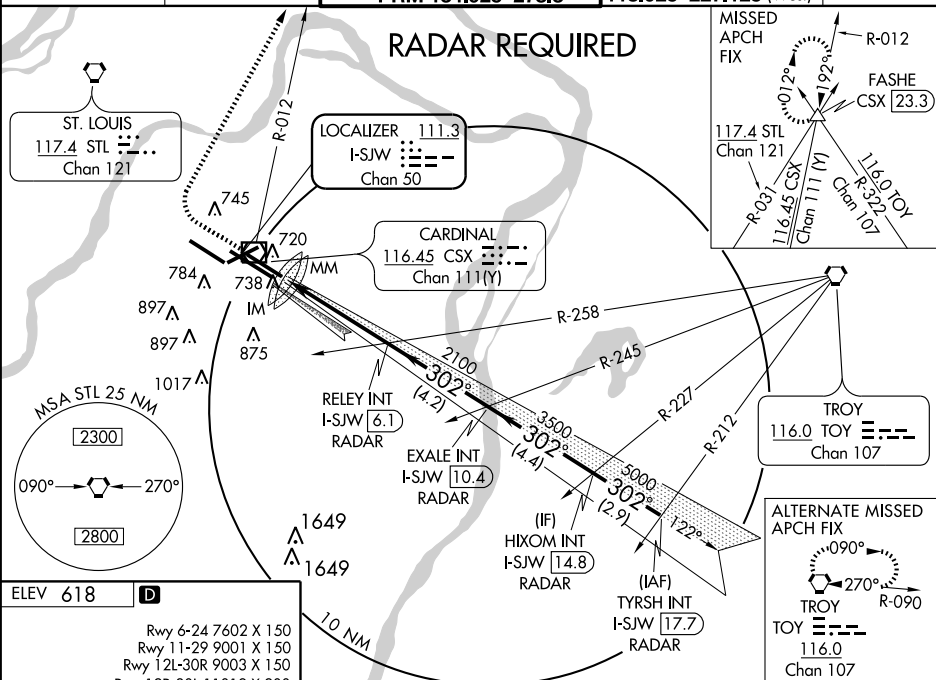 RADAR REQUIRED
MISSED
APCH
FIX
R-012
012°
192°
FASHE
CSX 23.3
117.4 STL
Chan 121
R-031
116.45 CSX
Chan 111 (Y)
116.0 TOY
R-322
Chan 107
ST. LOUIS
117.4 STL
Chan 121
R-012
LOCALIZER 111.3
I-SJW
Chan 50
745
720
CARDINAL
116.45 CSX
Chan 111(Y)
784
738
MM
IM
897
897
875
1017
R-258
R-245
R-227
R-212
2100
302°
(4.2)
3500
302°
(4.4)
5000
302°
(2.9)
122°
RELEY INT
I-SJW 6.1
RADAR
EXALE INT
I-SJW 10.4
RADAR
(IF)
HIXOM INT
I-SJW 14.8
RADAR
(IAF)
TYRSH INT
I-SJW 17.7
RADAR
TROY
116.0 TOY
Chan 107
MSA STL 25 NM
2300
090°
270°
2800
1649
1649
10 NM
ALTERNATE MISSED
APCH FIX
090°
270°
R-090
TROY
TOY
116.0
Chan 107
ELEV 618 D
Rwy 6-24 7602 X 150
Rwy 11-29 9001 X 150
Rwy 12L-30R 9003 X 150